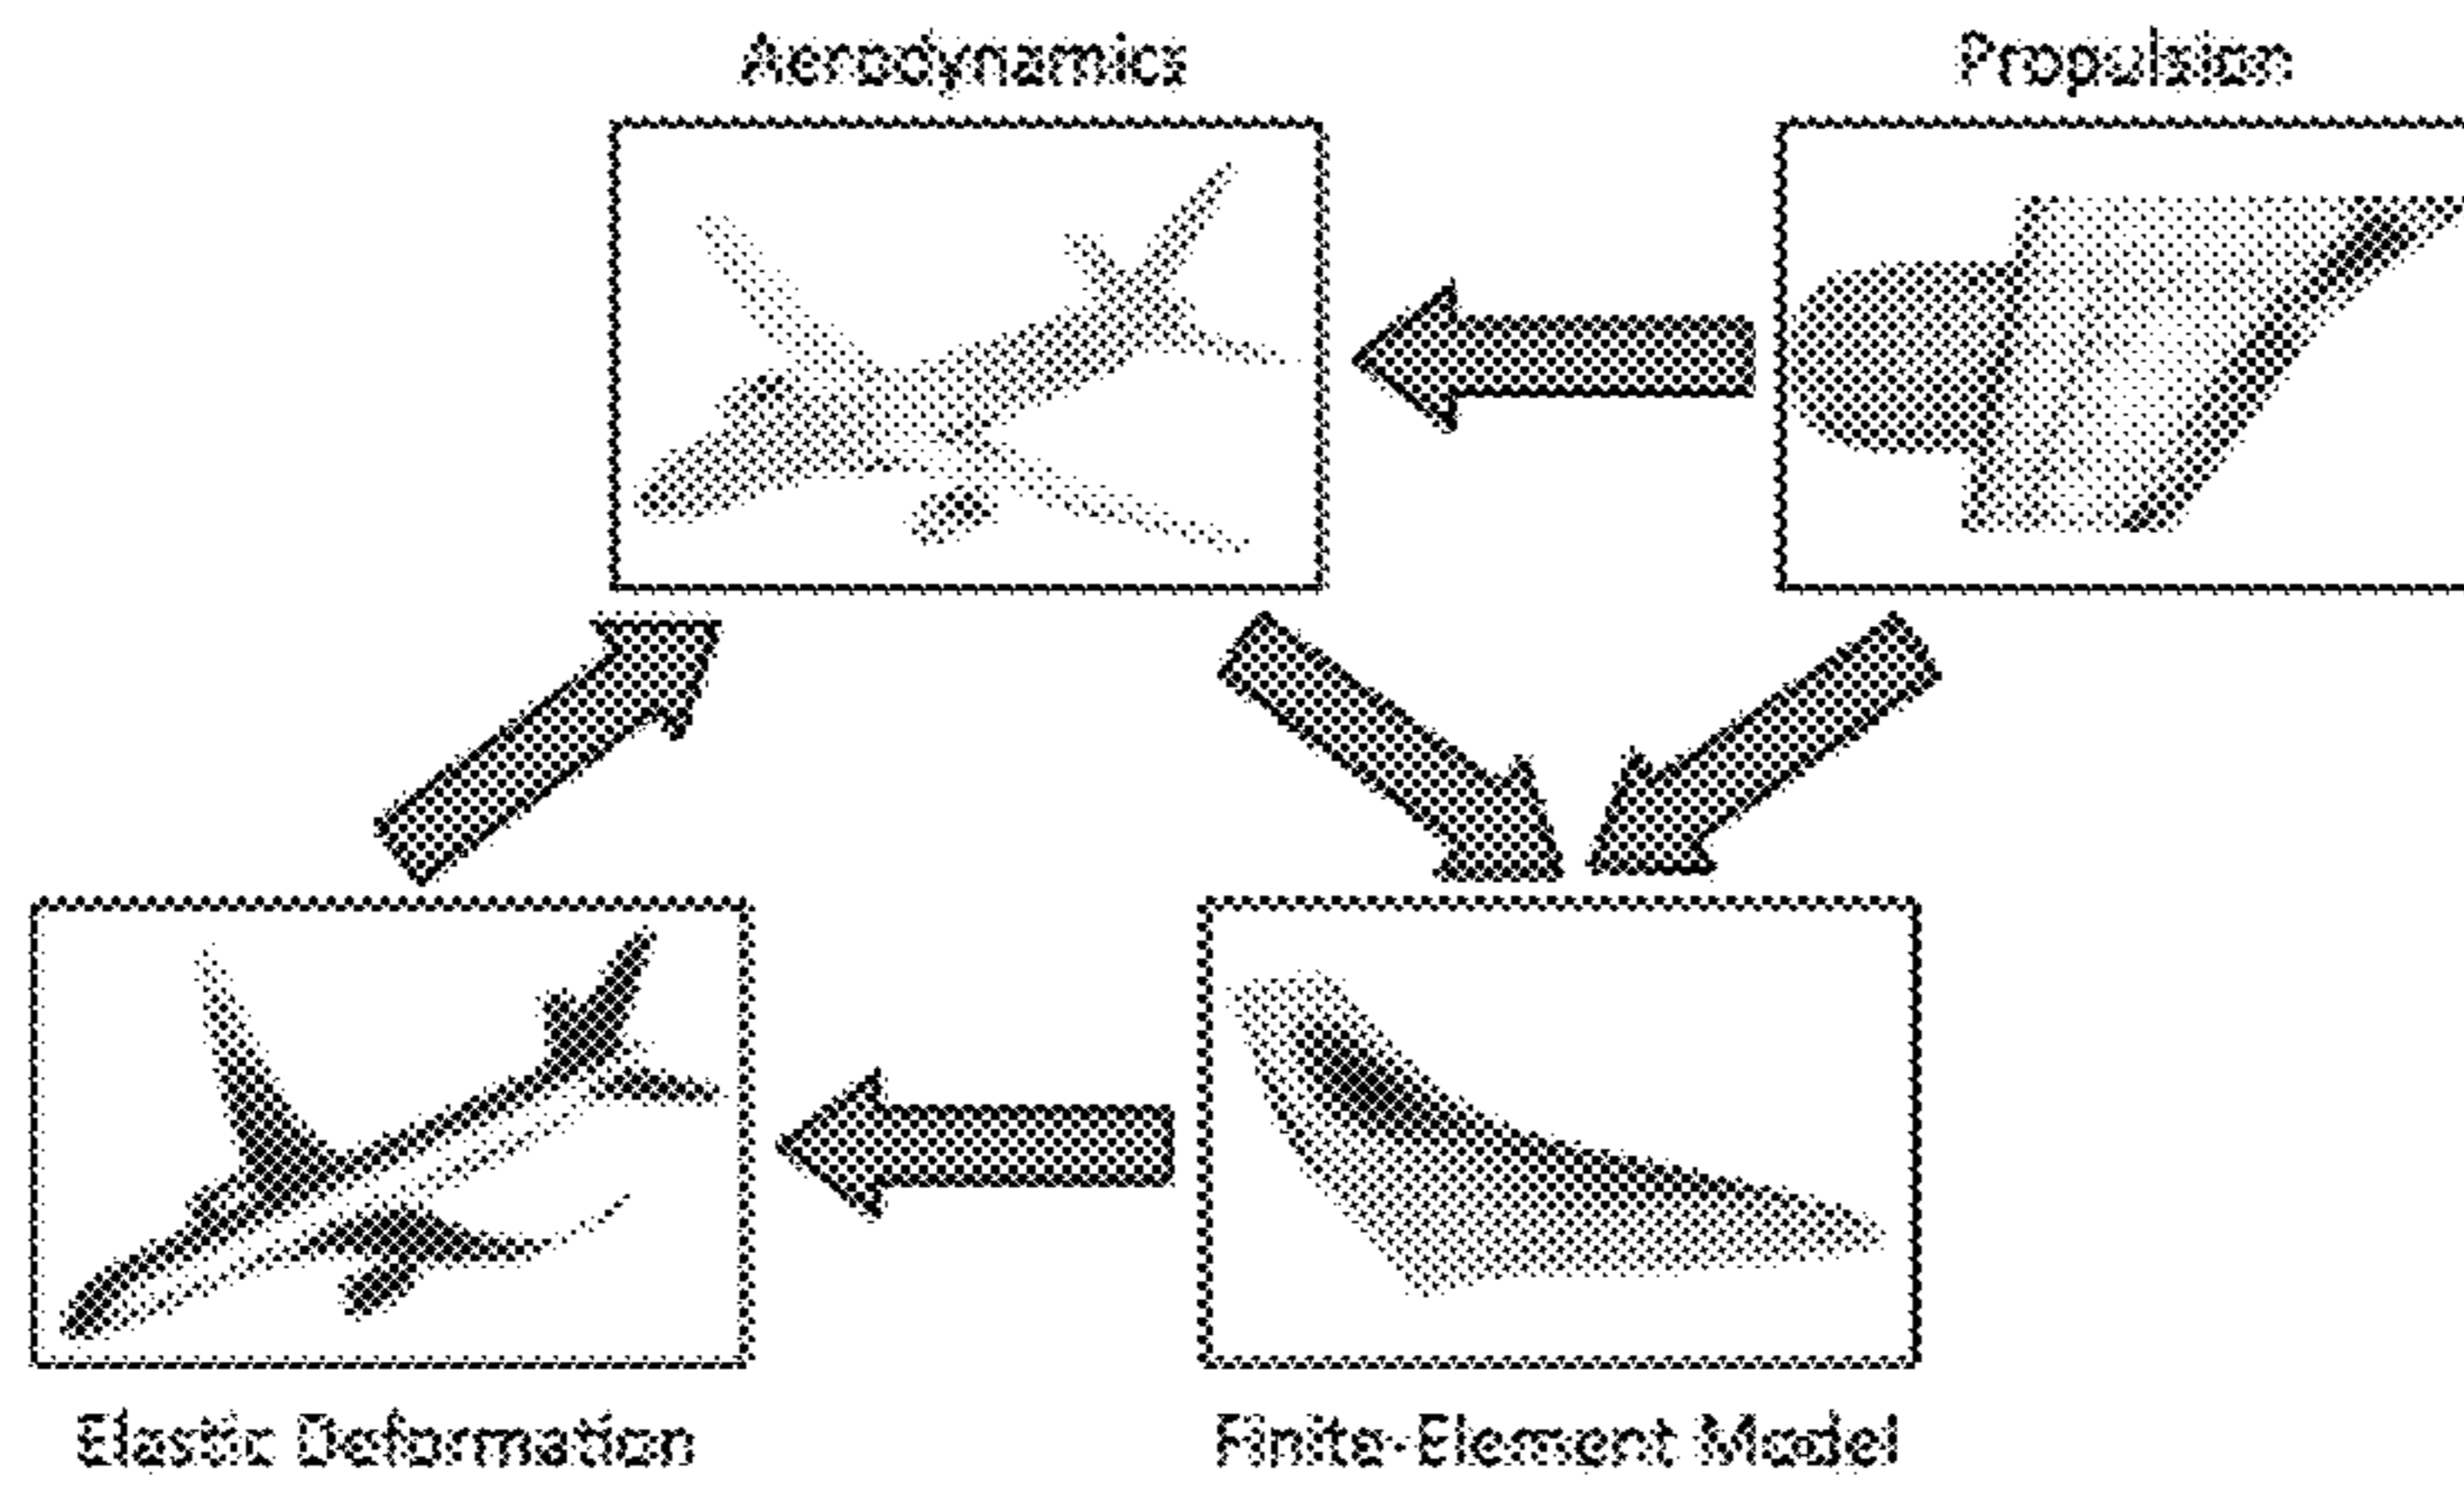 Aerodynamics
Propulsion
Elastic Deformation
Finite-Element Model